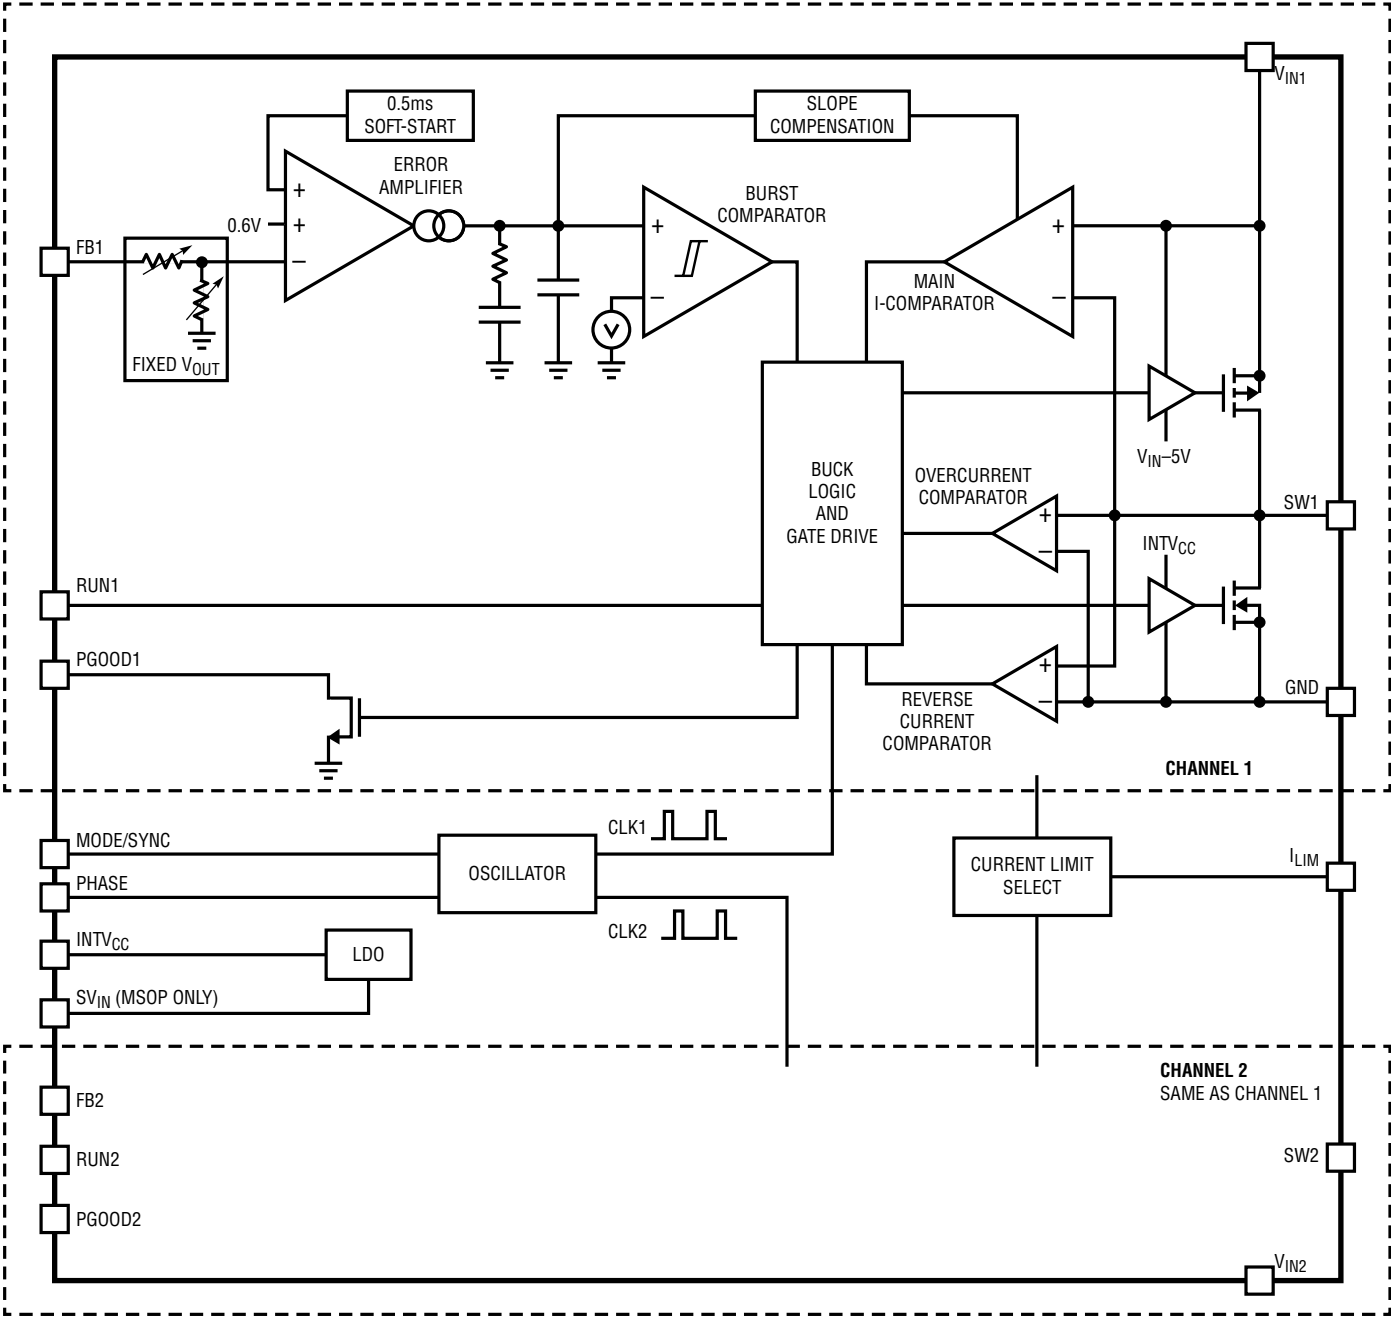 VIN1
0.5ms
SOFT-START
SLOPE
COMPENSATION
ERROR
AMPLIFIER
BURST
COMPARATOR
+
0.6V
+
–
FB1
FIXED VOUT
+
–
V
MAIN
I-COMPARATOR
+
–
VIN–5V
BUCK
LOGIC
AND
GATE DRIVE
OVERCURRENT
COMPARATOR
+
–
SW1
INTVCC
RUN1
PGOOD1
+
–
GND
REVERSE
CURRENT
COMPARATOR
CHANNEL 1
MODE/SYNC
PHASE
OSCILLATOR
CLK1
CLK2
CURRENT LIMIT
SELECT
ILIM
INTVCC
LDO
SVIN (MSOP ONLY)
CHANNEL 2
SAME AS CHANNEL 1
FB2
RUN2
SW2
PGOOD2
VIN2